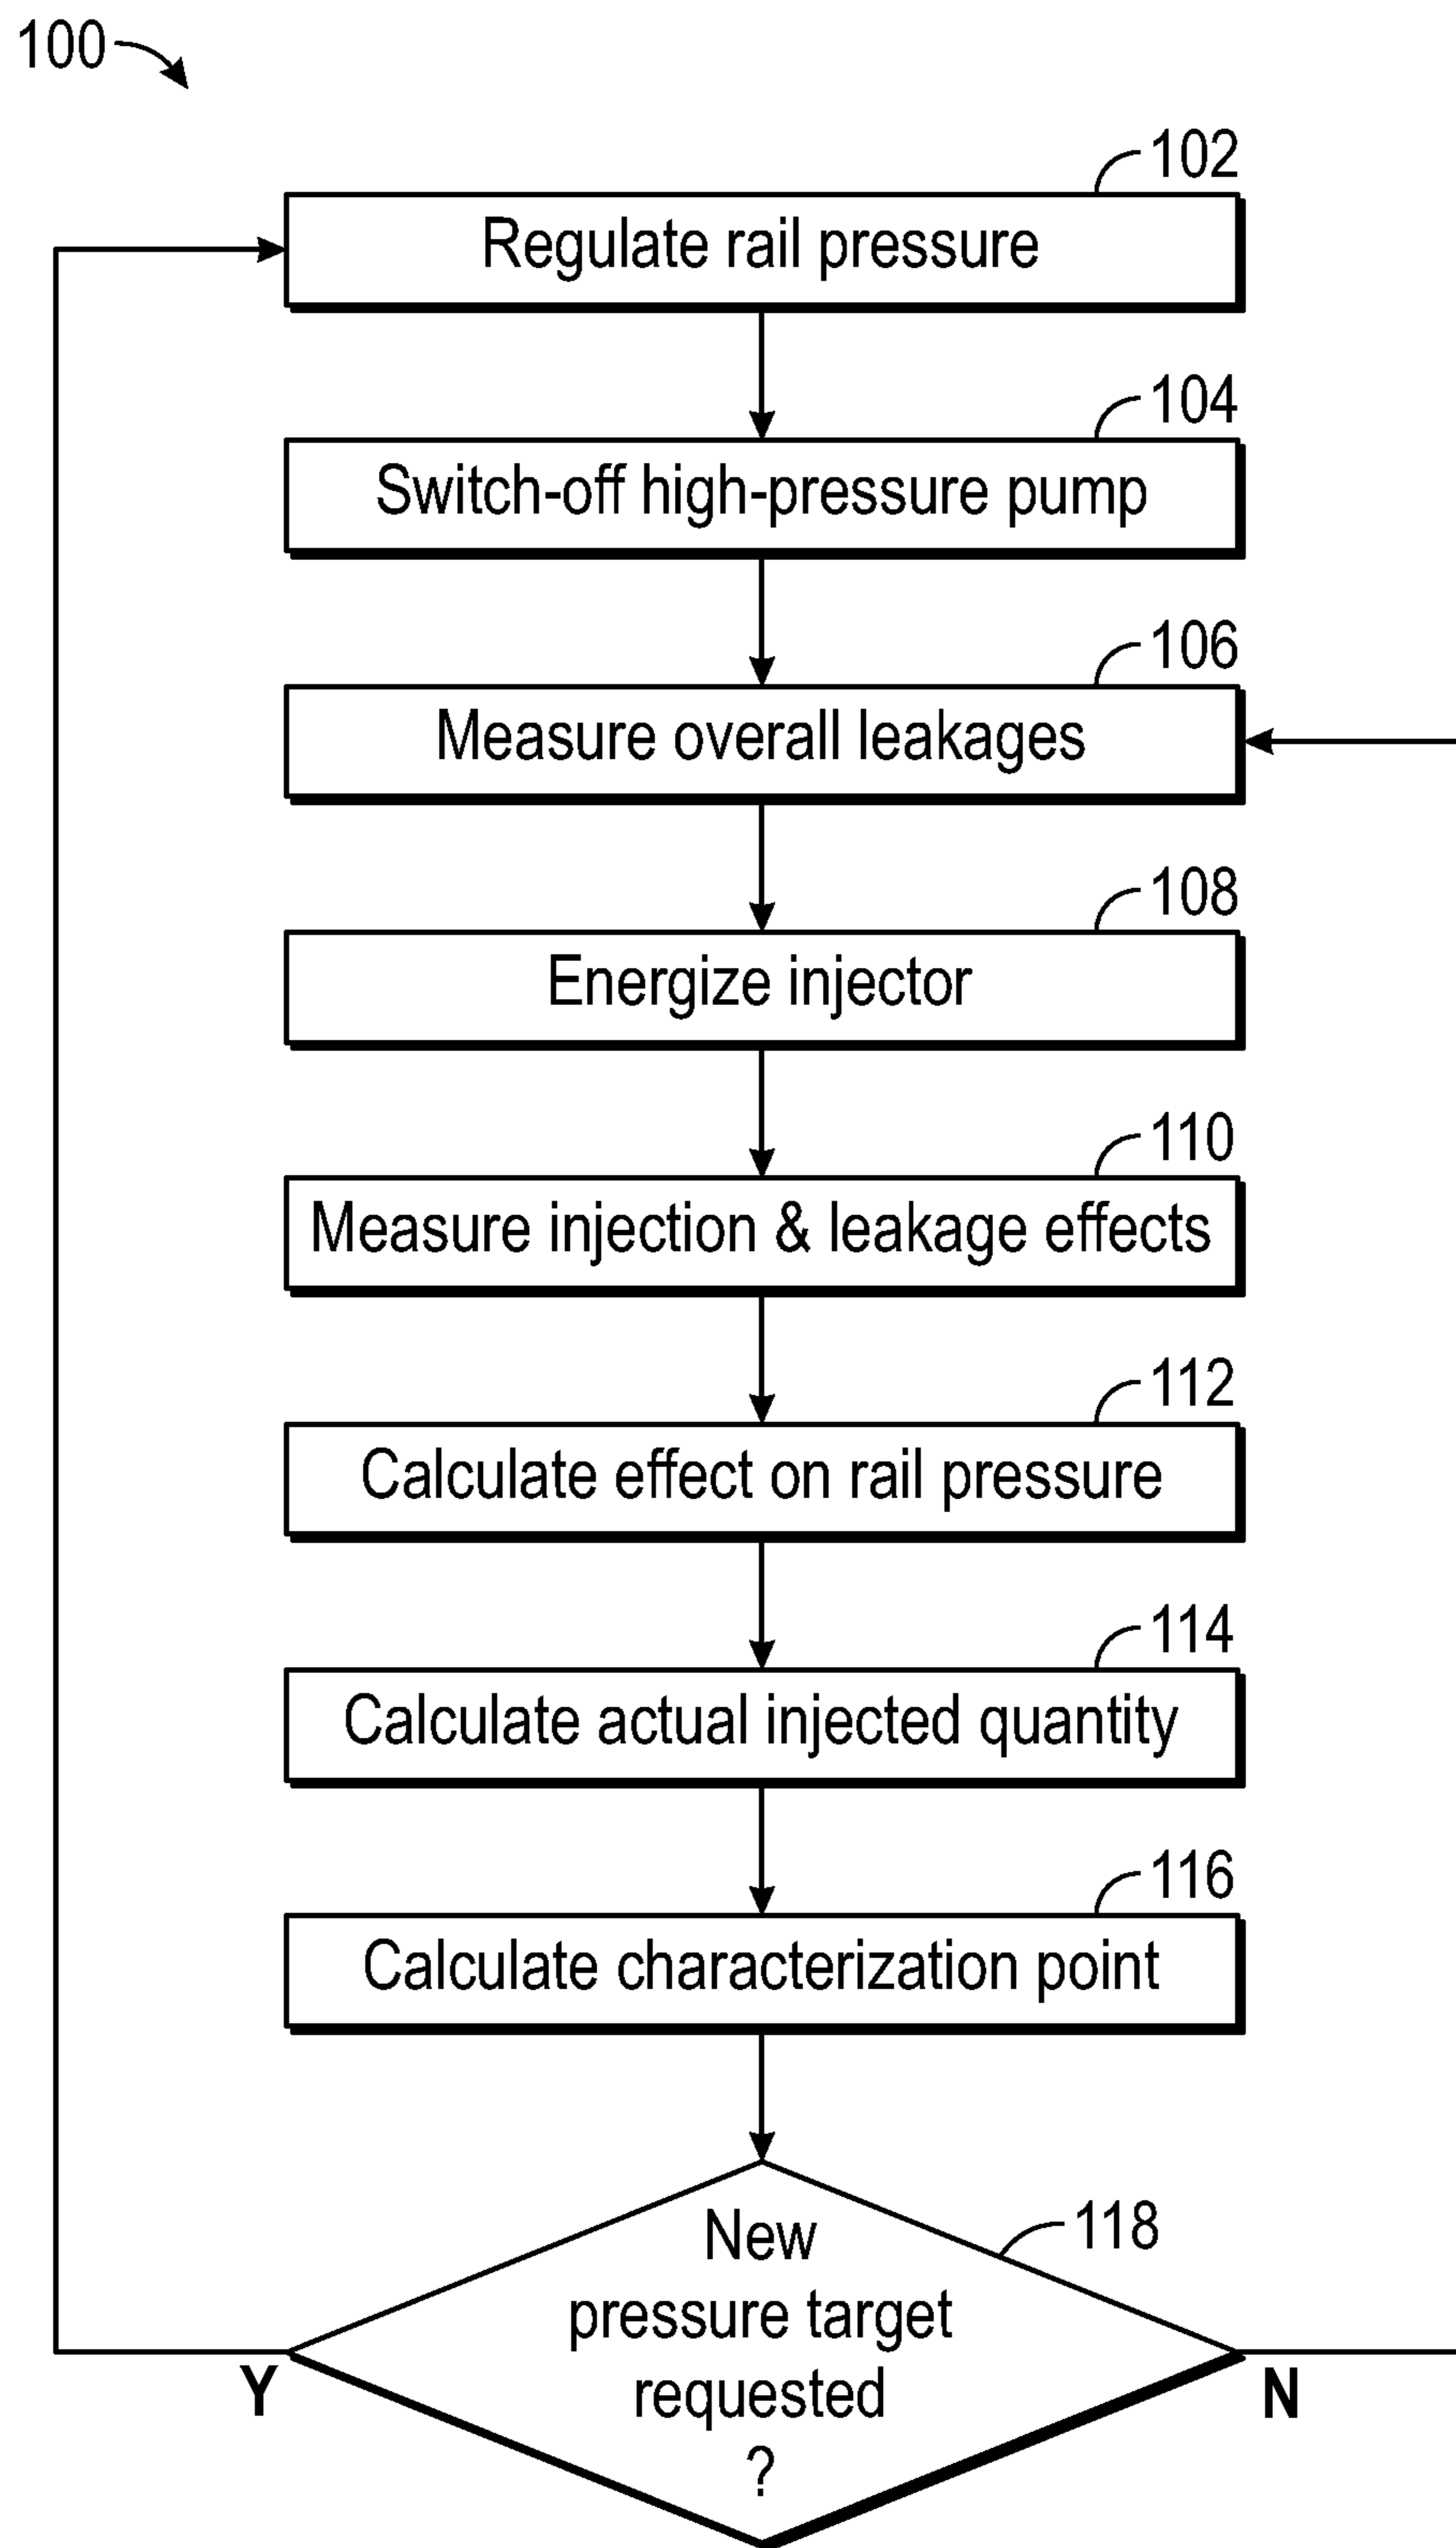 100
102
Regulate rail pressure
104
Switch-off high-pressure pump
106
Measure overall leakages
108
Energize injector
110
Measure injection & leakage effects
112
Calculate effect on rail pressure
114
Calculate actual injected quantity
116
Calculate characterization point
118
New
pressure target
requested
?
Y
N